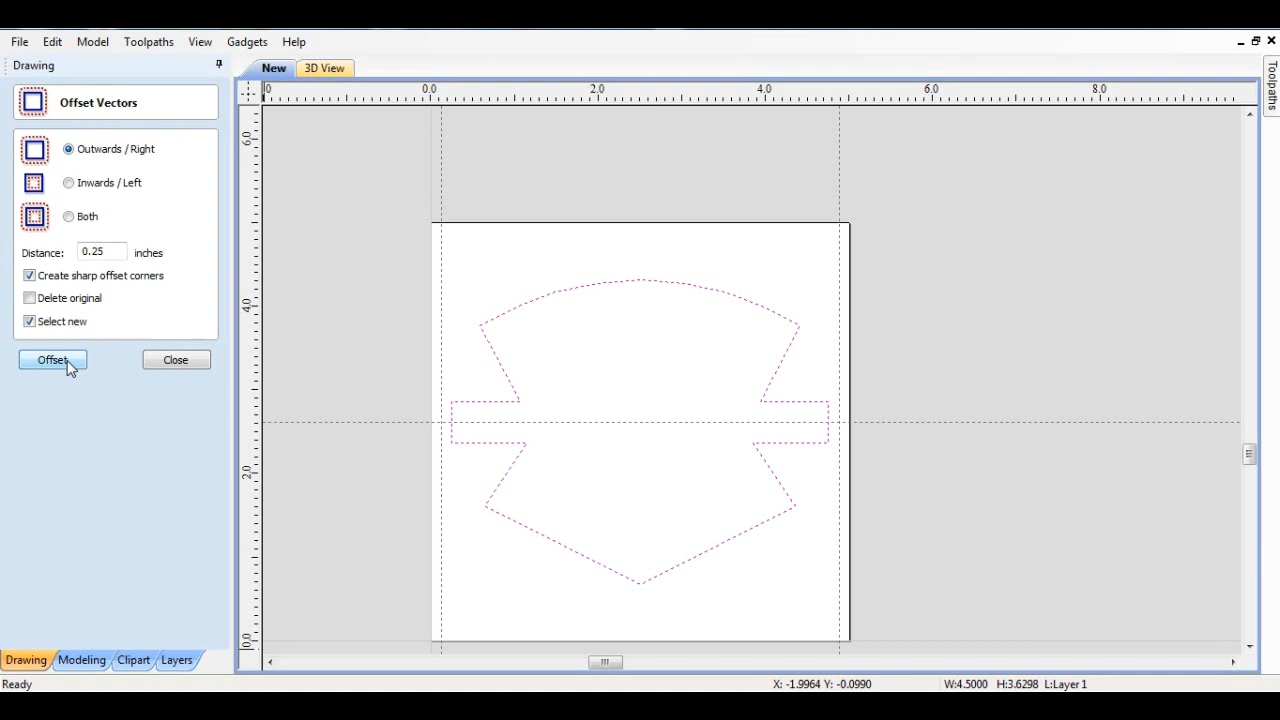 File Edit Model Toolpaths View Gadgets Help
Drawing
New 3D View
Toolpaths
Offset Vectors
0 0.0 2.0 4.0 6.0 8.0
6.0
4.0
2.0
0.0
Outwards / Right
Inwards / Left
Both
Distance: 0.25 inches
Create sharp offset corners
Delete original
Select new
Offset Close
Drawing Modeling Clipart Layers
Ready X: -1.9964 Y: -0.0990 W:4.5000 H:3.6298 L:Layer 1